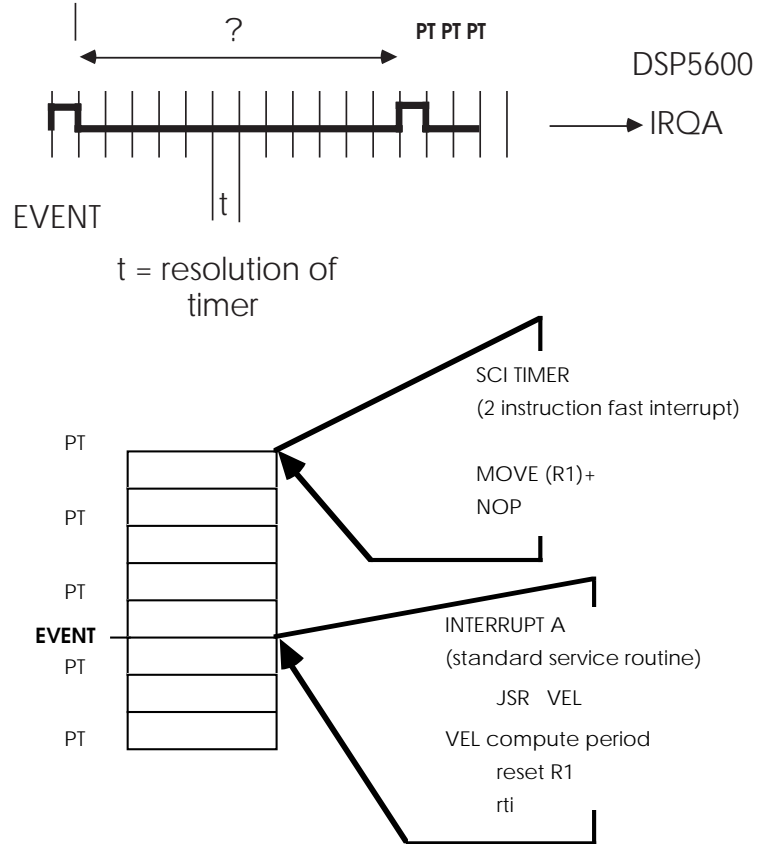 ?
PT PT PT
DSP5600
IRQA
EVENT
t
t = resolution of
timer
SCI TIMER
(2 instruction fast interrupt)
MOVE (R1)+
NOP
PT
PT
PT
EVENT
PT
PT
INTERRUPT A
(standard service routine)
JSR VEL
VEL compute period
reset R1
rti